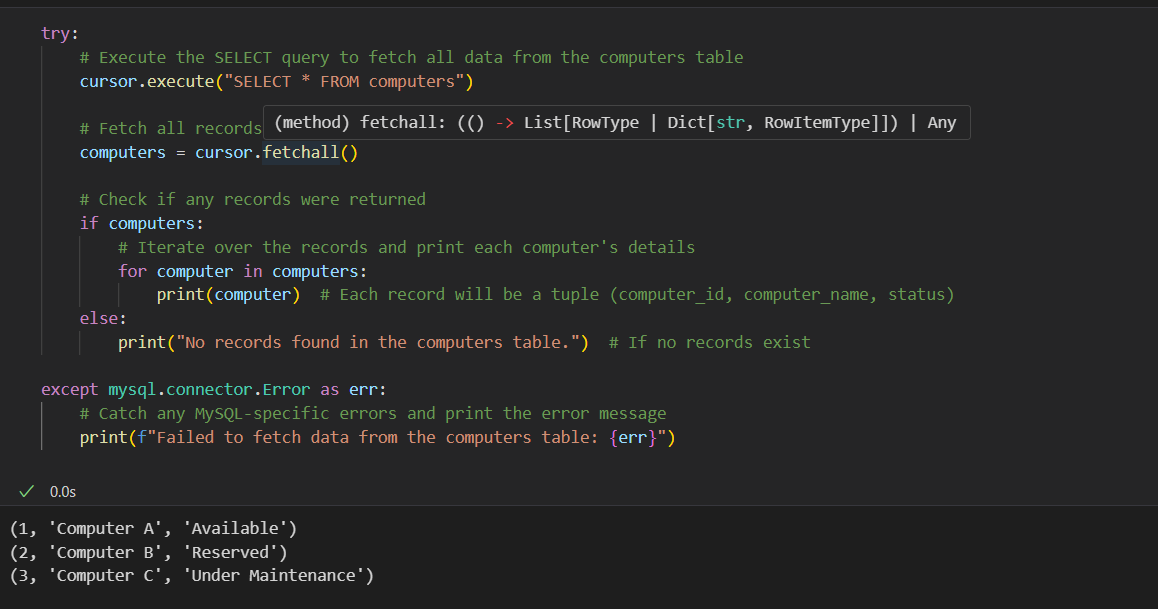 try:
    # Execute the SELECT query to fetch all data from the computers table
    cursor.execute("SELECT * FROM computers")
    # Fetch all records
(method) fetchall: (() -> List[RowType | Dict[str, RowItemType]]) | Any
    computers = cursor.fetchall()
    # Check if any records were returned
    if computers:
        # Iterate over the records and print each computer's details
        for computer in computers:
            print(computer)  # Each record will be a tuple (computer_id, computer_name, status)
    else:
        print("No records found in the computers table.")  # If no records exist
except mysql.connector.Error as err:
    # Catch any MySQL-specific errors and print the error message
    print(f"Failed to fetch data from the computers table: {err}")
✓ 0.0s
(1, 'Computer A', 'Available')
(2, 'Computer B', 'Reserved')
(3, 'Computer C', 'Under Maintenance')